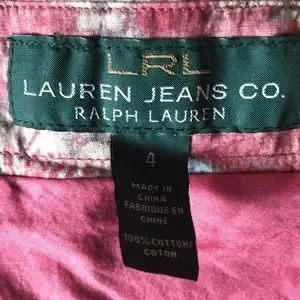 LRL
LAUREN JEANS CO.
RALPH LAUREN
4
MADE IN
CHINA
FABRIQUE EN
CHINE
100% COTTON/
COTON